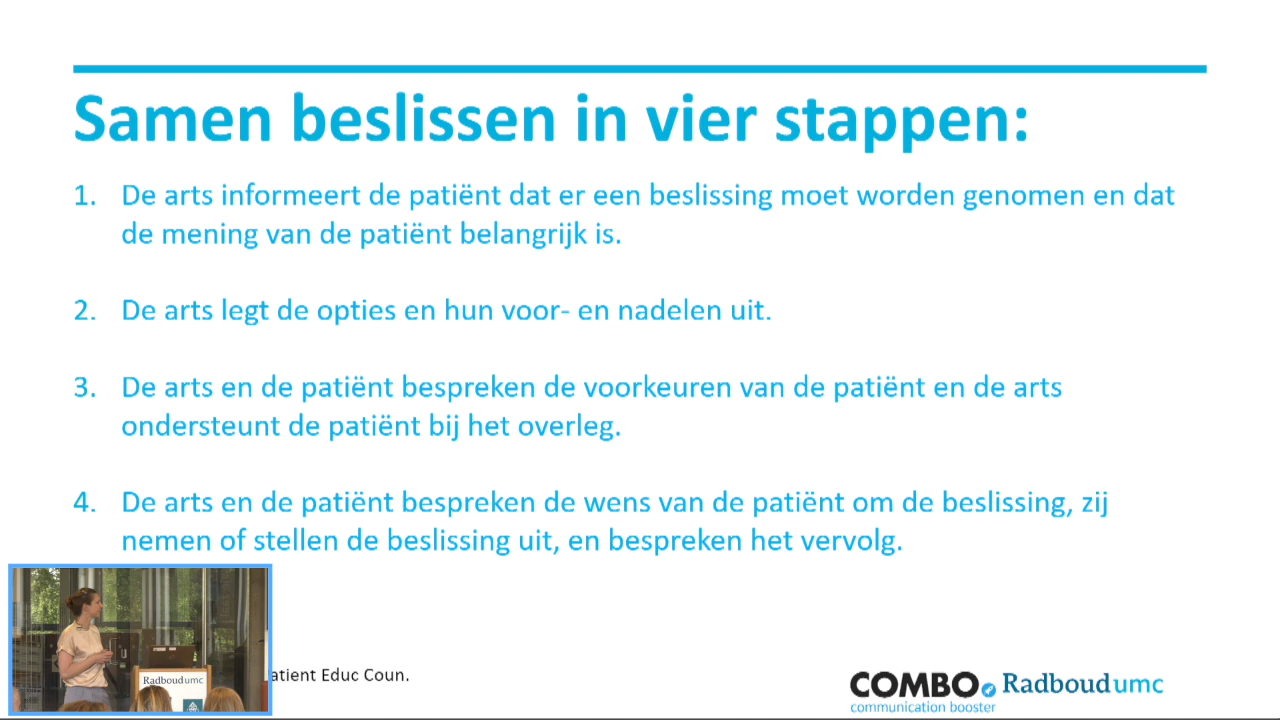 Samen beslissen in vier stappen:
1. De arts informeert de patiënt dat er een beslissing moet worden genomen en dat
de mening van de patiënt belangrijk is.
2. De arts legt de opties en hun voor- en nadelen uit.
3. De arts en de patiënt bespreken de voorkeuren van de patiënt en de arts
ondersteunt de patiënt bij het overleg.
4. De arts en de patiënt bespreken de wens van de patiënt om de beslissing, zij
nemen of stellen de beslissing uit, en bespreken het vervolg.
Radboudumc
atient Educ Coun.
COMBO
communication booster
Radboudumc